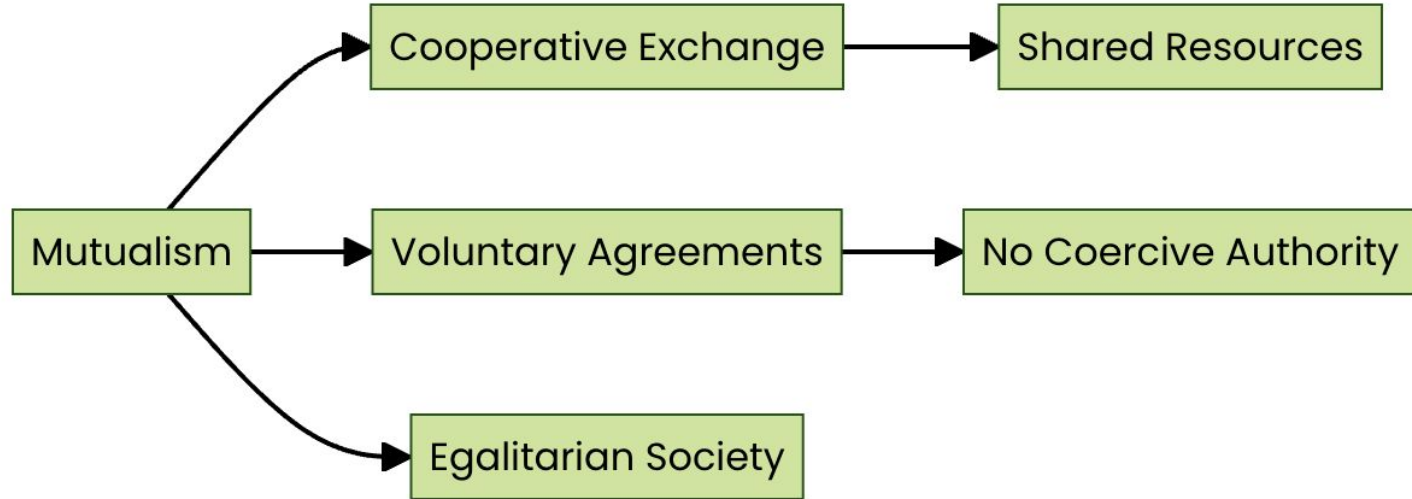 Cooperative Exchange
Shared Resources
Mutualism
Voluntary Agreements
No Coercive Authority
Egalitarian Society